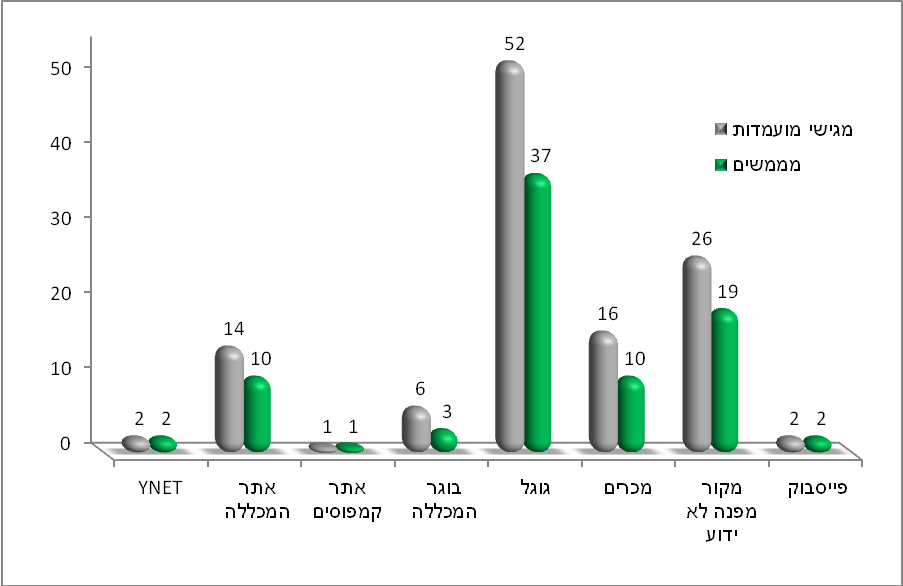 52
50
מגישי מועמדות
40
37
מממשים
30
26
20
19
16
14
10
10
10
6
3
2 2
1 1
2 2
0
YNET
אתר
המכללה
אתר
קמפוסים
בוגר
המכללה
גוגל
מכרים
מקור
מפנה לא
ידוע
פייסבוק